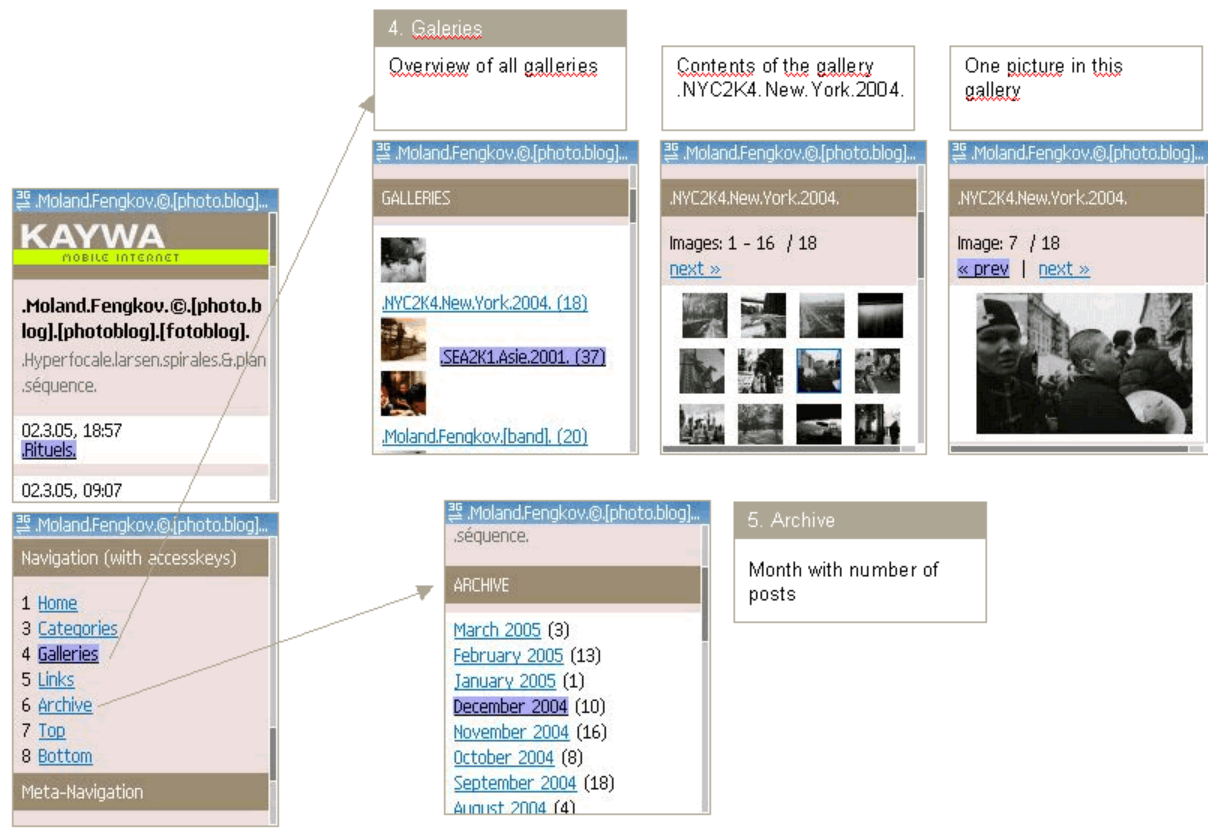 4. Galeries
Overview of all galleries
Contents of the gallery
.NYC2K4.New.York.2004.
One picture in this
gallery
3G .Moland.Fengkov.©.[photo.blog]...
GALLERIES
.NYC2K4.New.York.2004. (18)
.SEA2K1.Asie.2001. (37)
.Moland.Fengkov.[band]. (20)
3G .Moland.Fengkov.©.[photo.blog]...
.NYC2K4.New.York.2004.
Images: 1 - 16 / 18
next »
3G .Moland.Fengkov.©.[photo.blog]...
.NYC2K4.New.York.2004.
Image: 7 / 18
« prev | next »
3G .Moland.Fengkov.©.[photo.blog]...
KAYWA
MOBILE INTERNET
.Moland.Fengkov.©.[photo.b
log].[photoblog].[fotoblog].
.Hyperfocale.larsen.spirales.&.plan
.séquence.
02.3.05, 18:57
.Rituels.
02.3.05, 09:07
3G .Moland.Fengkov.©.[photo.blog]...
Navigation (with accesskeys)
1 Home
3 Categories
4 Galleries
5 Links
6 Archive
7 Top
8 Bottom
Meta-Navigation
3G .Moland.Fengkov.©.[photo.blog]...
.séquence.
ARCHIVE
March 2005 (3)
February 2005 (13)
January 2005 (1)
December 2004 (10)
November 2004 (16)
October 2004 (8)
September 2004 (18)
August 2004 (4)
5. Archive
Month with number of
posts